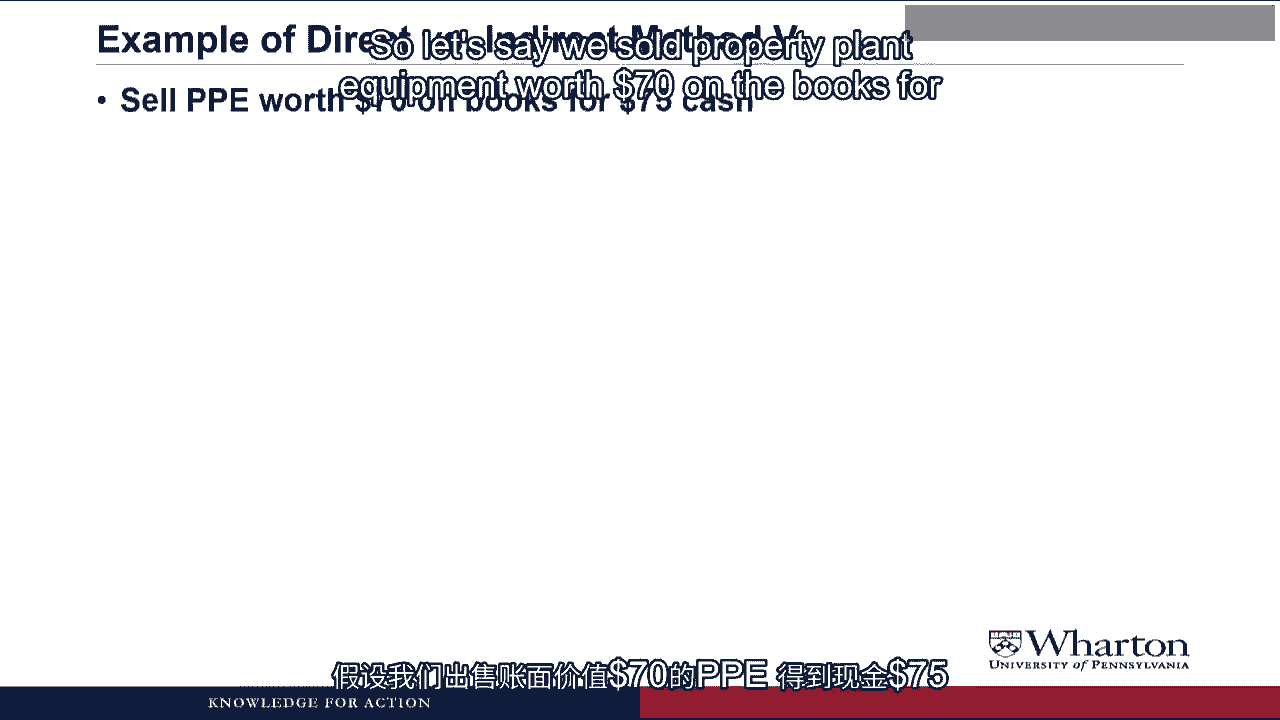 Example of Direct vs. Indirect Method V
So let's say we sold property plant
equipment worth $70 on the books for
• Sell PPE worth $70 on books for $75 cash
Wharton
UNIVERSITY of PENNSYLVANIA
假设我们出售账面价值$70的PPE 得到现金$75
KNOWLEDGE FOR ACTION